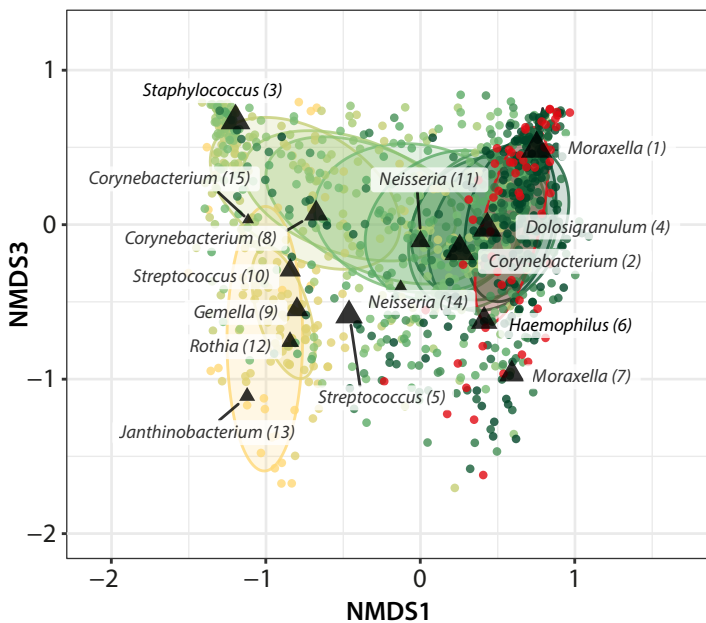 1
Staphylococcus (3)
Moraxella (1)
Corynebacterium (15)
Neisseria (11)
0
Dolosigranulum (4)
Corynebacterium (8)
Corynebacterium (2)
Streptococcus (10)
Neisseria (14)
Gemella (9)
Haemophilus (6)
Rothia (12)
Moraxella (7)
−1
Streptococcus (5)
Janthinobacterium (13)
−2
NMDS3
−2
−1
0
1
NMDS1